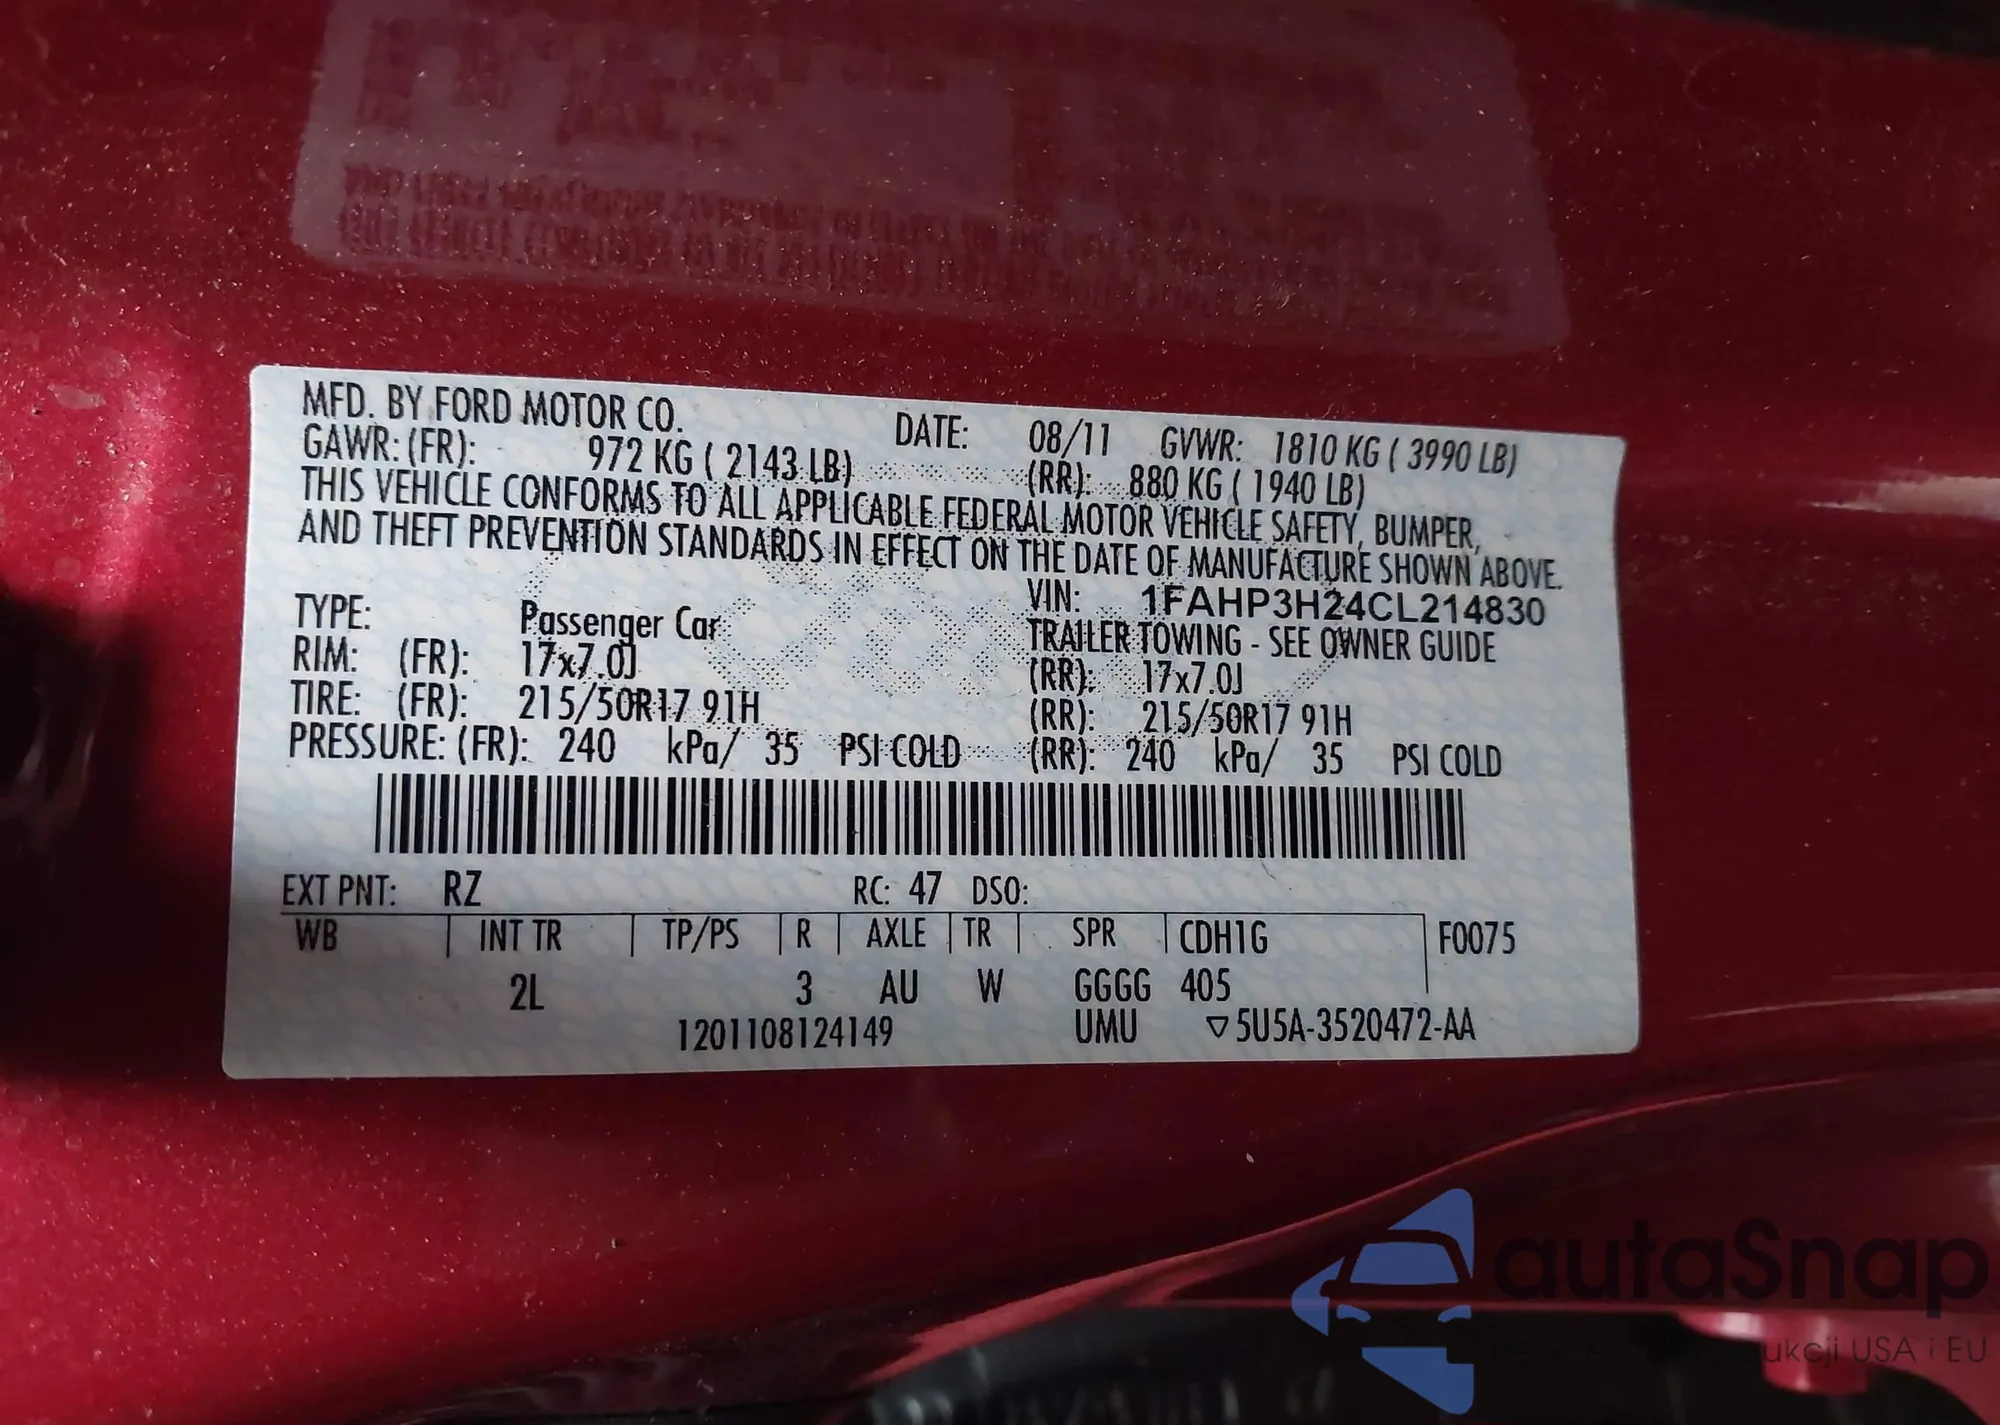 MFD. BY FORD MOTOR CO. DATE: 08/11 GVWR: 1810 KG ( 3990 LB)
GAWR: (FR): 972 KG ( 2143 LB) (RR): 880 KG ( 1940 LB)
THIS VEHICLE CONFORMS TO ALL APPLICABLE FEDERAL MOTOR VEHICLE SAFETY, BUMPER,
AND THEFT PREVENTION STANDARDS IN EFFECT ON THE DATE OF MANUFACTURE SHOWN ABOVE.
VIN: 1FAHP3H24CL214830
TYPE: Passenger Car TRAILER TOWING - SEE OWNER GUIDE
RIM: (FR): 17x7.0J (RR): 17x7.0J
TIRE: (FR): 215/50R17 91H (RR): 215/50R17 91H
PRESSURE: (FR): 240 kPa/ 35 PSI COLD (RR): 240 kPa/ 35 PSI COLD
EXT PNT: RZ RC: 47 DSO:
WB INT TR TP/PS R AXLE TR SPR CDH1G F0075
2L 3 AU W GGGG 405
1201108124149 UMU ▽5U5A-3520472-AA
autaSnap
ukcji USA i EU